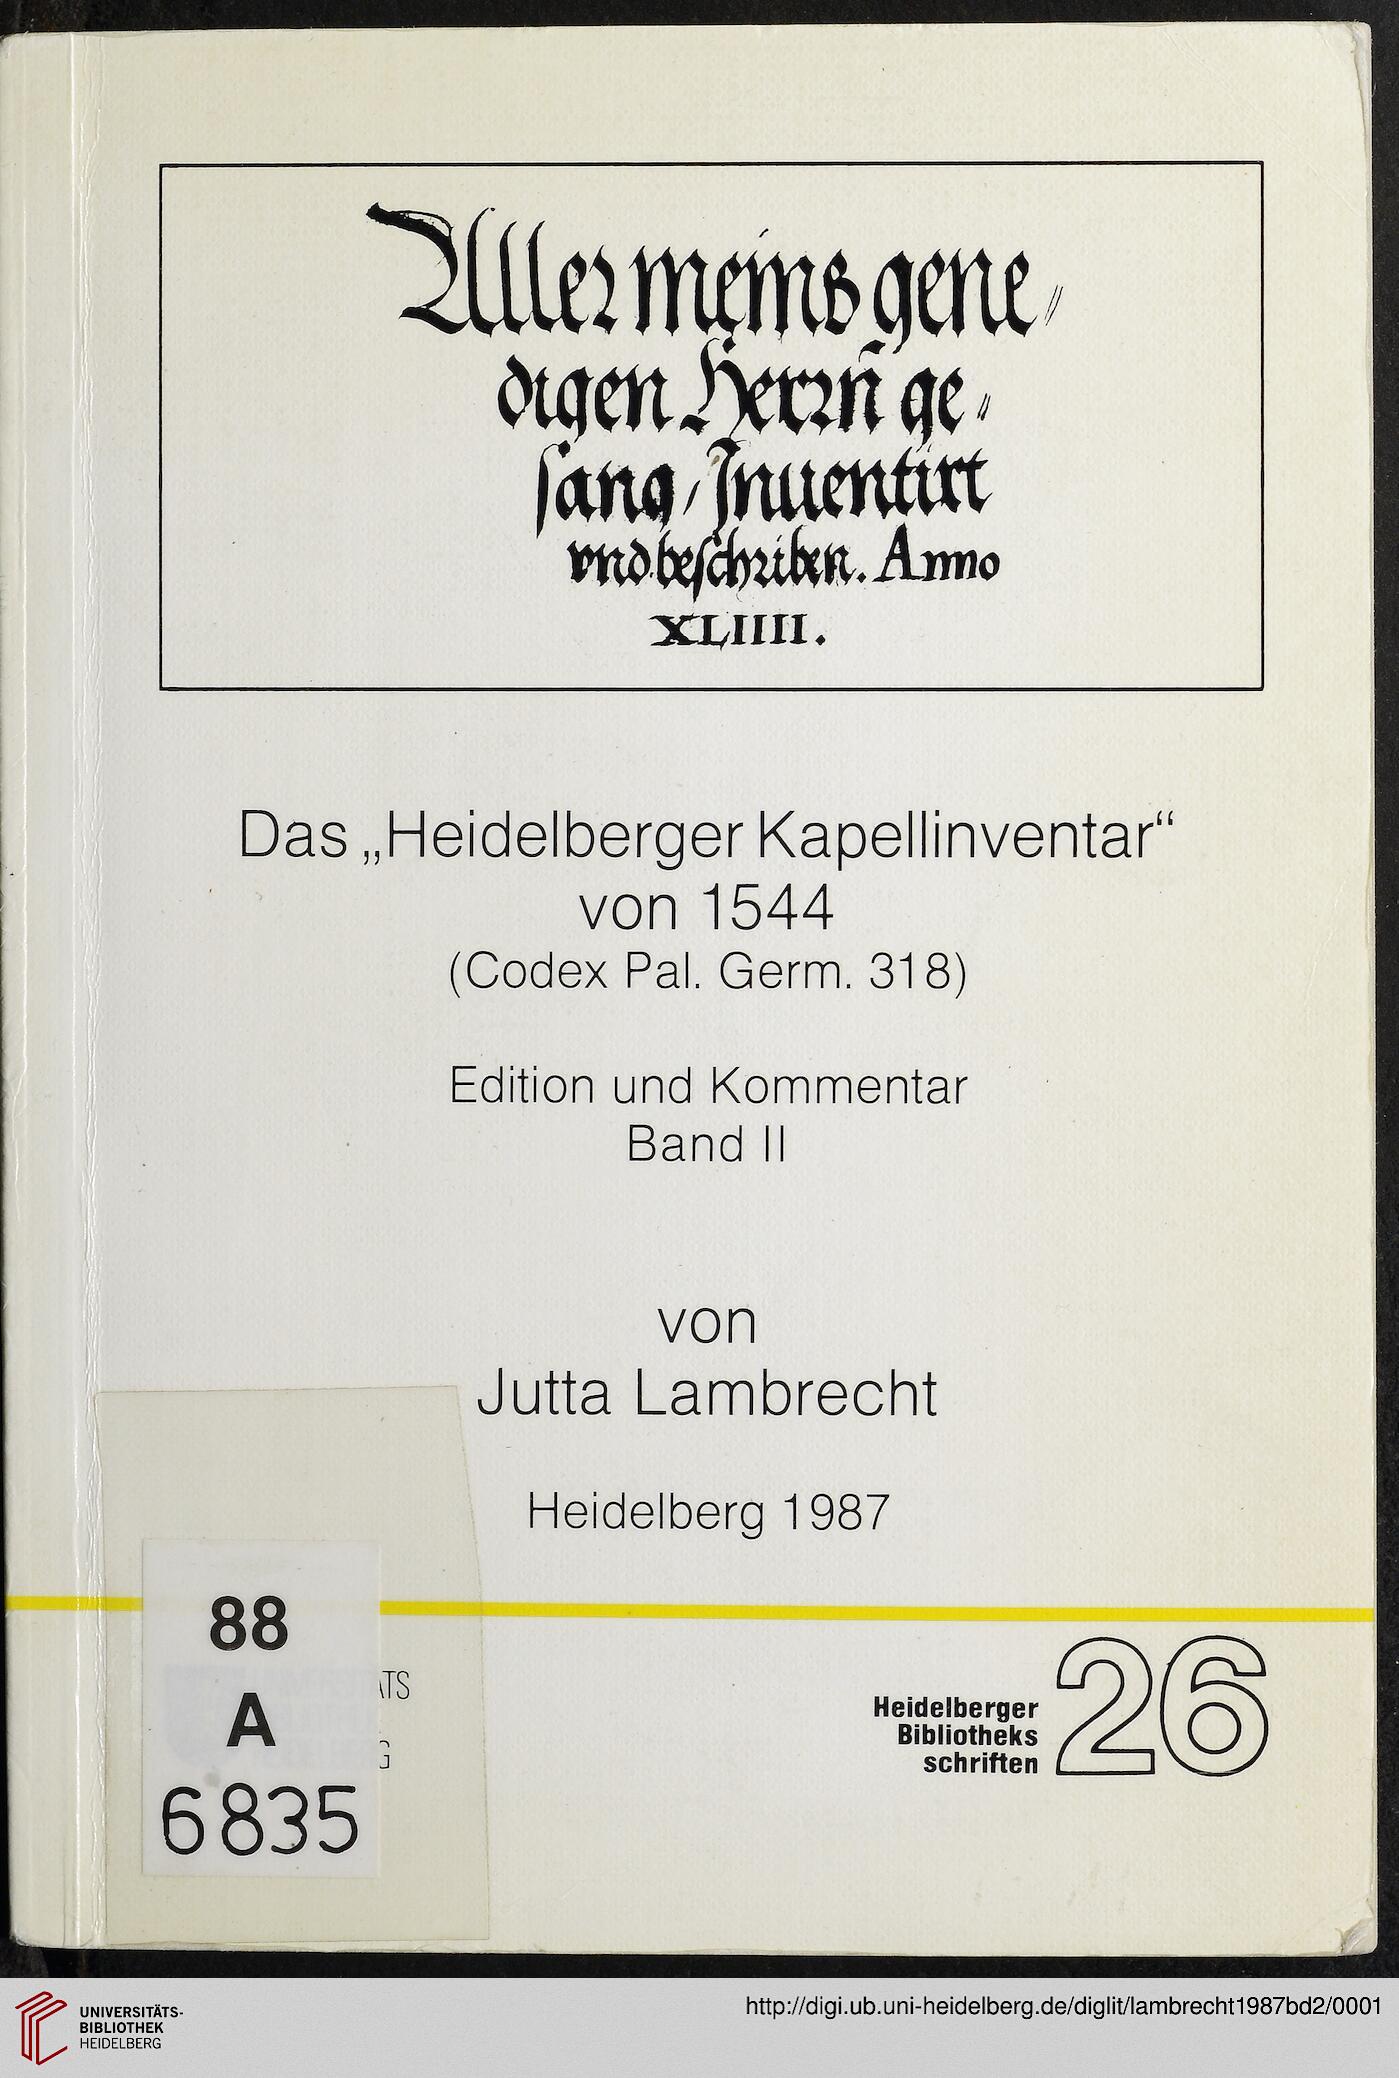 Aller meins gene⸗
digen Herrn̄ ge⸗
sang / Inuentirt
vnd beschriben. Anno
XLIIII.
Das „Heidelberger Kapellinventar“
von 1544
(Codex Pal. Germ. 318)
Edition und Kommentar
Band II
von
Jutta Lambrecht
Heidelberg 1987
88
A
6835
ATS
G
Heidelberger
Bibliotheks
schriften
26
UNIVERSITÄTS-
BIBLIOTHEK
HEIDELBERG
http://digi.ub.uni-heidelberg.de/diglit/lambrecht1987bd2/0001